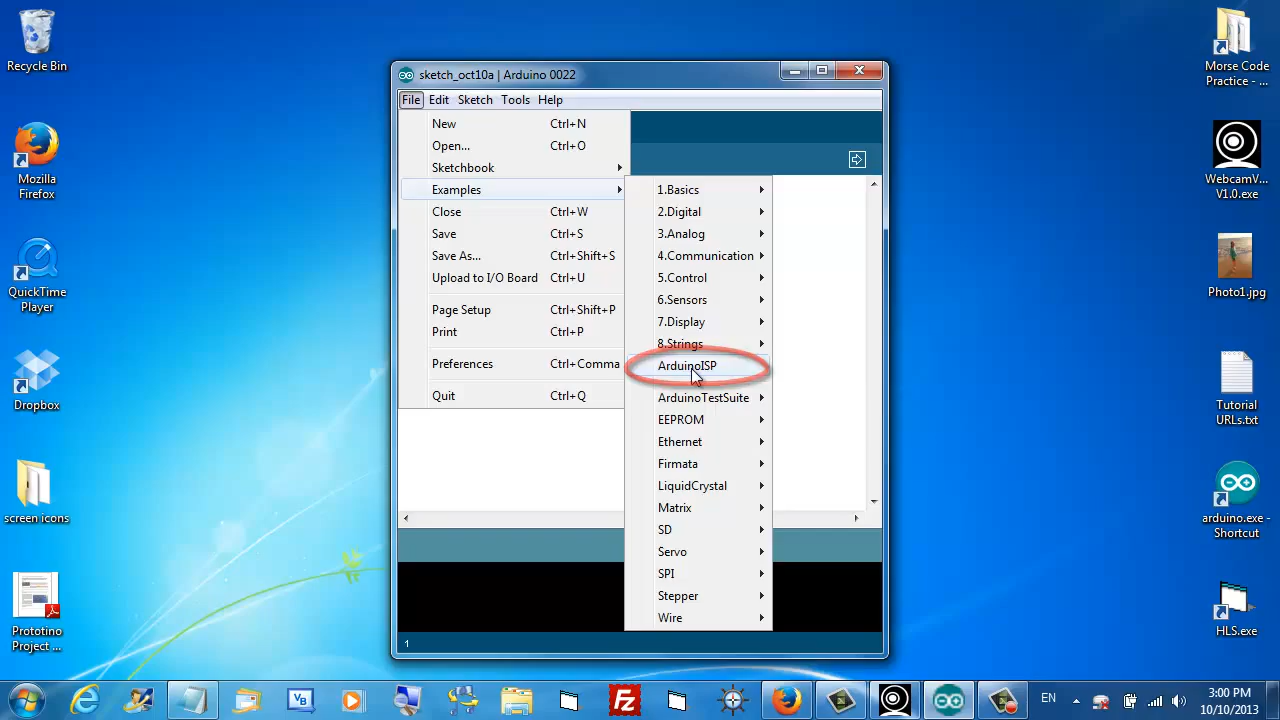 Recycle Bin
Mozilla
Firefox
QuickTime
Player
Dropbox
screen icons
Prototino
Project ...
sketch_oct10a | Arduino 0022
File Edit Sketch Tools Help
New Ctrl+N
Open... Ctrl+O
Sketchbook
Examples
Close Ctrl+W
Save Ctrl+S
Save As... Ctrl+Shift+S
Upload to I/O Board Ctrl+U
Page Setup Ctrl+Shift+P
Print Ctrl+P
Preferences Ctrl+Comma
Quit Ctrl+Q
1.Basics
2.Digital
3.Analog
4.Communication
5.Control
6.Sensors
7.Display
8.Strings
ArduinoISP
ArduinoTestSuite
EEPROM
Ethernet
Firmata
LiquidCrystal
Matrix
SD
Servo
SPI
Stepper
Wire
1
Morse Code
Practice - ...
WebcamV...
V1.0.exe
Photo1.jpg
Tutorial
URLs.txt
arduino.exe -
Shortcut
HLS.exe
VB
FZ
EN
3:00 PM
10/10/2013